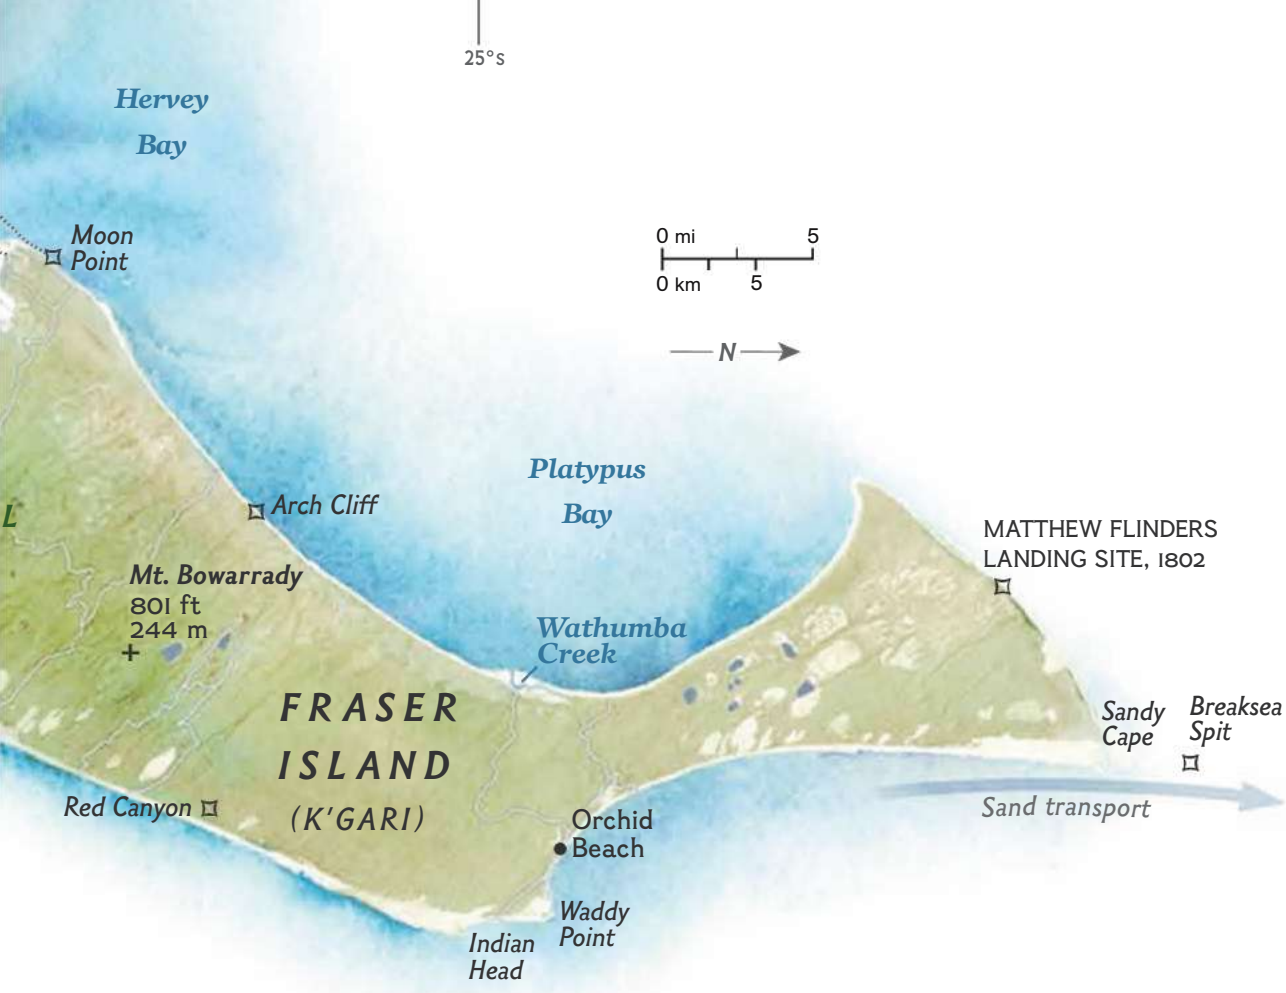 25°S
Hervey
Bay
Moon
Point
0 mi 5
0 km 5
N
Platypus
Bay
Arch Cliff
L
MATTHEW FLINDERS
LANDING SITE, 1802
Mt. Bowarrady
801 ft
244 m
Wathumba
Creek
FRASER
ISLAND
(K'GARI)
Sandy
Cape
Breaksea
Spit
Sand transport
Red Canyon
Orchid
Beach
Waddy
Point
Indian
Head